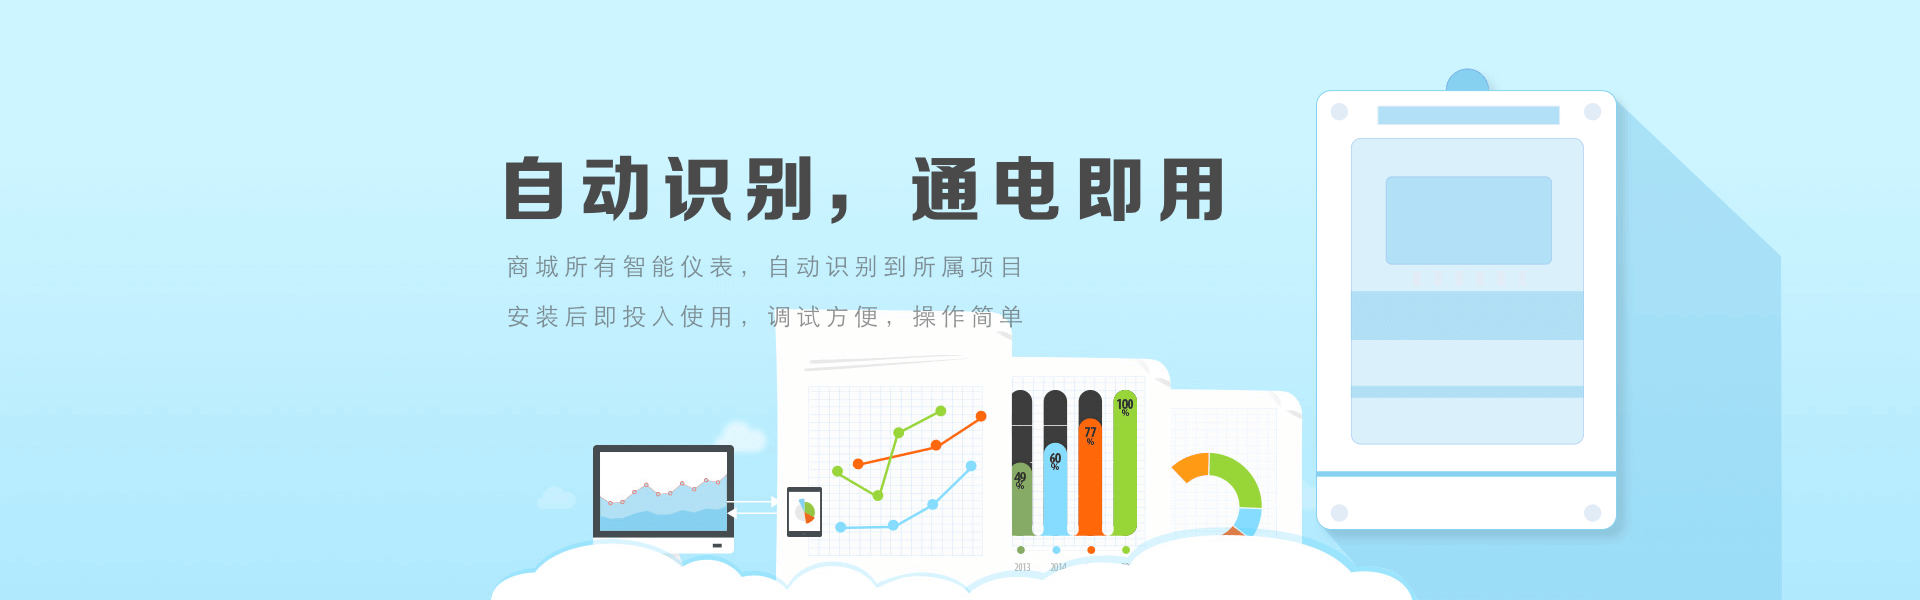 自动识别，通电即用
商城所有智能仪表，自动识别到所属项目
安装后即投入使用，调试方便，操作简单
49% 60% 77% 100%
2013 2014